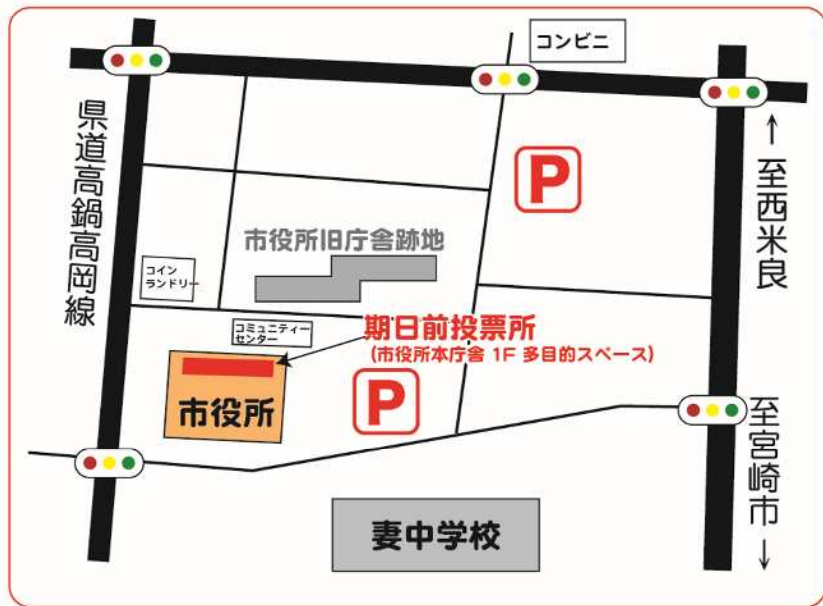 コンビニ
県道高鍋高岡線
P
↑
至西米良
市役所旧庁舎跡地
コイン
ランドリー
コミュニティー
センター
期日前投票所
(市役所本庁舎 1F 多目的スペース)
市役所
P
至宮崎市
↓
妻中学校